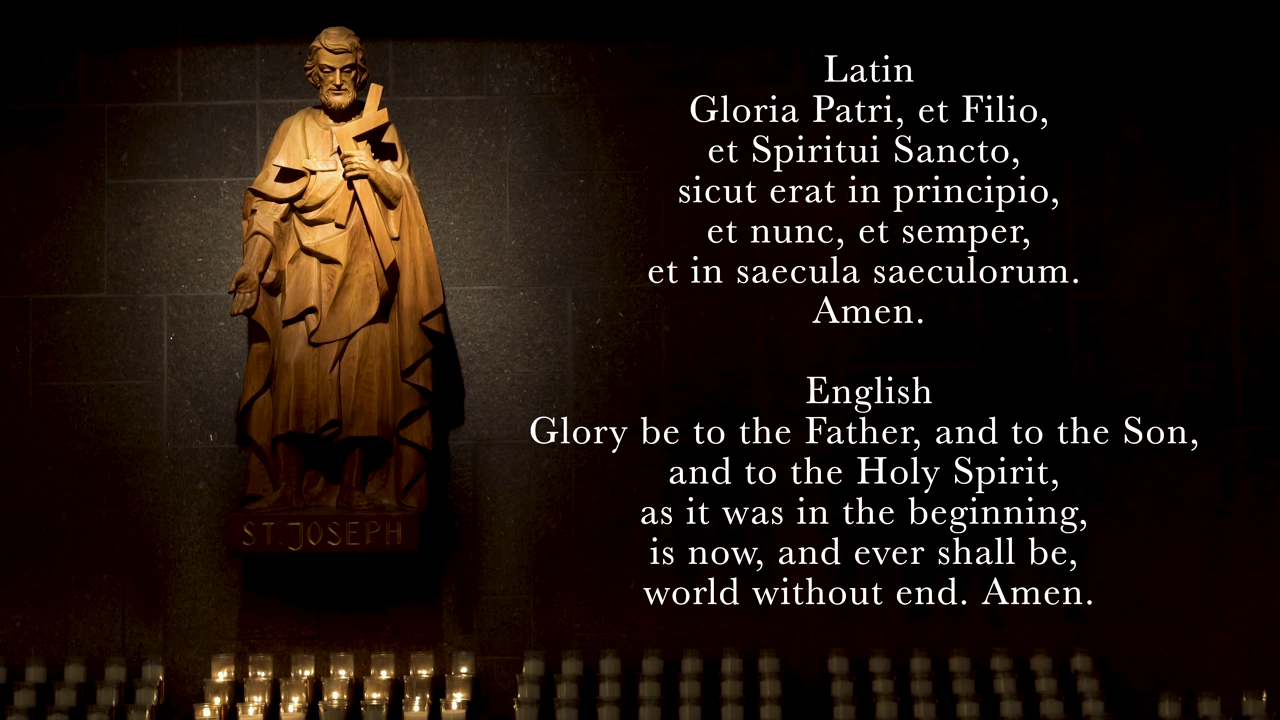 Latin
Gloria Patri, et Filio,
et Spiritui Sancto,
sicut erat in principio,
et nunc, et semper,
et in saecula saeculorum.
Amen.
English
Glory be to the Father, and to the Son,
and to the Holy Spirit,
as it was in the beginning,
is now, and ever shall be,
world without end. Amen.
ST. JOSEPH